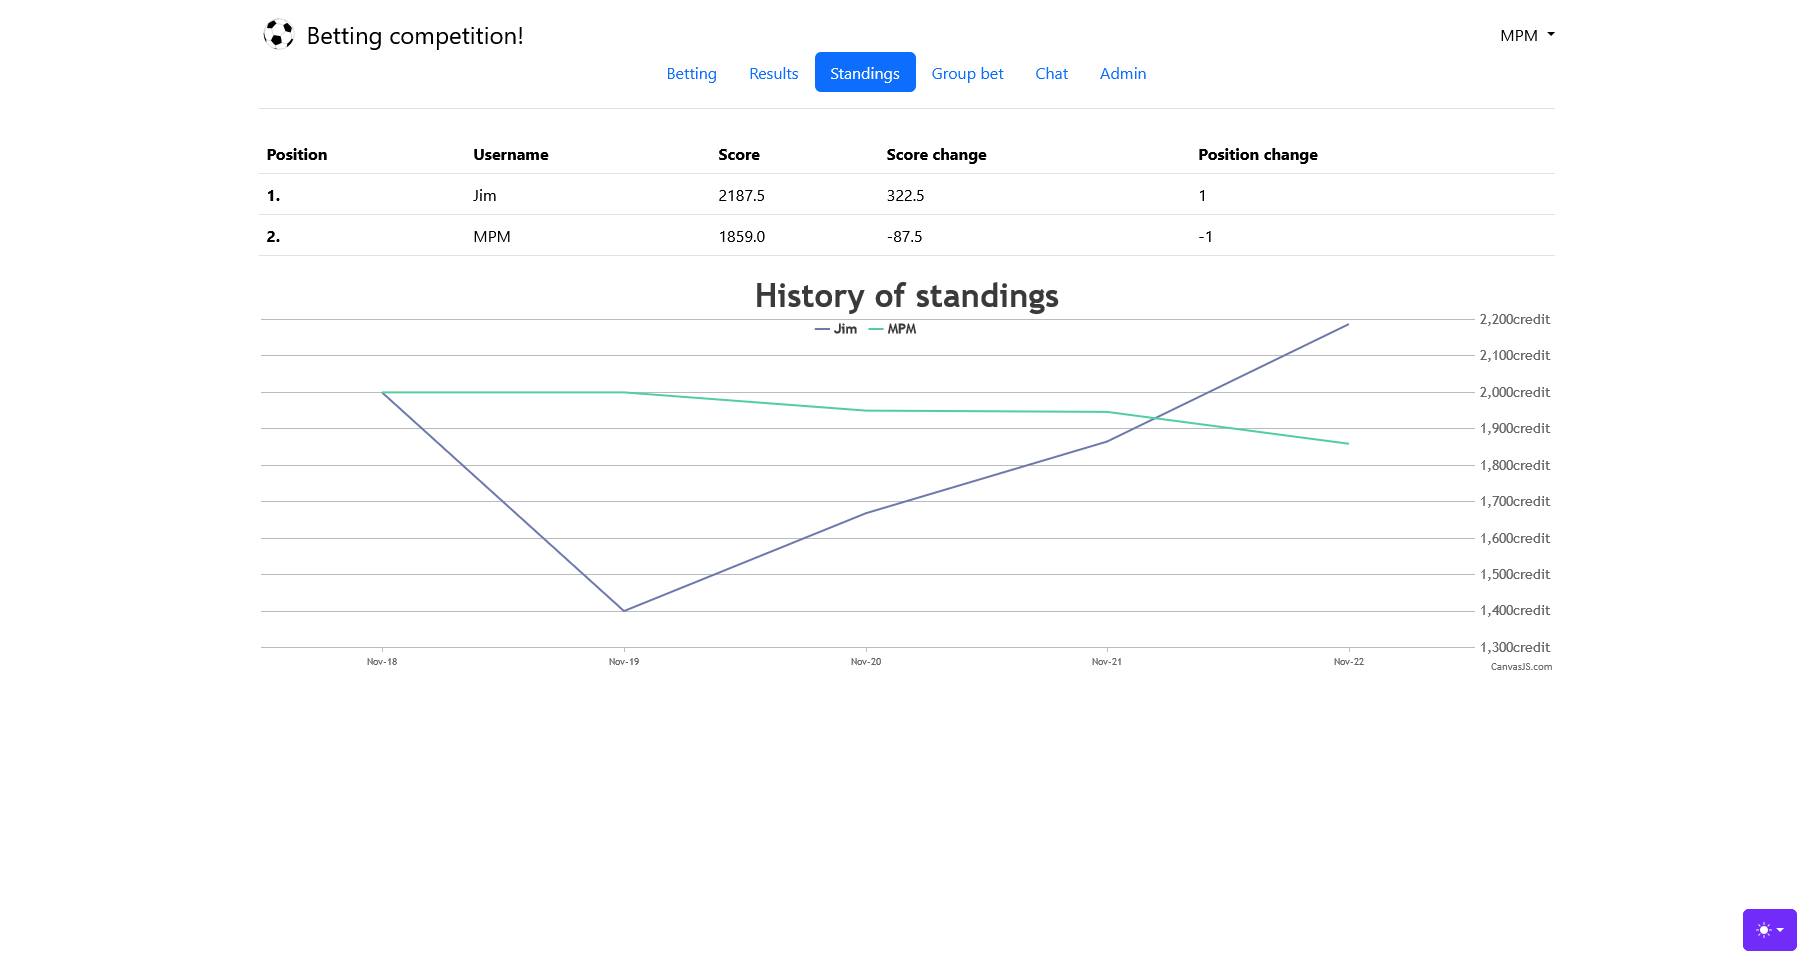 Betting competition!
MPM
Betting Results Standings Group bet Chat Admin
Position Username Score Score change Position change
1. Jim 2187.5 322.5 1
2. MPM 1859.0 -87.5 -1
History of standings
Jim MPM
2,200credit
2,100credit
2,000credit
1,900credit
1,800credit
1,700credit
1,600credit
1,500credit
1,400credit
1,300credit
Nov-18 Nov-19 Nov-20 Nov-21 Nov-22
CanvasJS.com